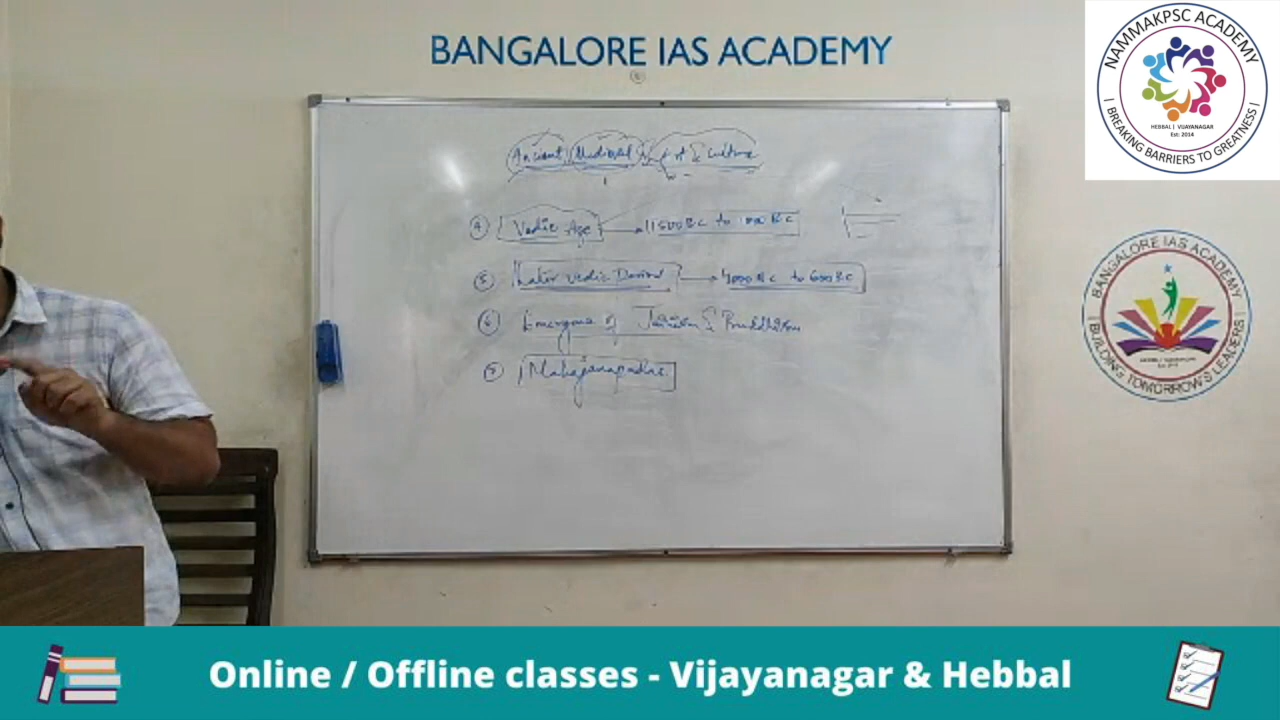 BANGALORE IAS ACADEMY
NAMMAKPSC ACADEMY
HEBBAL | VIJAYANAGAR
Est: 2014
| BREAKING BARRIERS TO GREATNESS |
Ancient, Medieval & Art & Culture
④ Vedic Age → 1500 BC to 1000 BC
⑤ Later Vedic Period → 1000 BC to 600 BC
⑥ Emergence of Jainism & Buddhism
⑦ Mahajanapadas
BANGALORE IAS ACADEMY
| BUILDING TOMORROW'S LEADERS |
Online / Offline classes - Vijayanagar & Hebbal